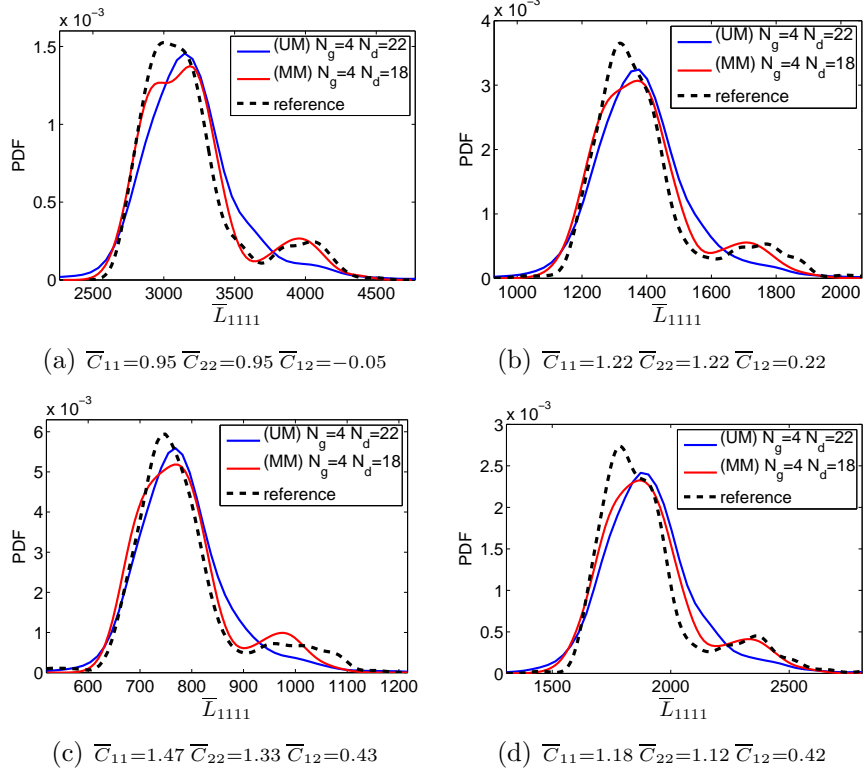 x 10⁻³
(UM) N_g=4 N_d=22
(MM) N_g=4 N_d=18
reference
PDF
1.5
1
0.5
0
2500 3000 3500 4000 4500
L̅₁₁₁₁
(a) C̅₁₁=0.95 C̅₂₂=0.95 C̅₁₂=−0.05
x 10⁻³
(UM) N_g=4 N_d=22
(MM) N_g=4 N_d=18
reference
PDF
4
3
2
1
0
1000 1200 1400 1600 1800 2000
L̅₁₁₁₁
(b) C̅₁₁=1.22 C̅₂₂=1.22 C̅₁₂=0.22
x 10⁻³
(UM) N_g=4 N_d=22
(MM) N_g=4 N_d=18
reference
PDF
6
5
4
3
2
1
0
600 700 800 900 1000 1100 1200
L̅₁₁₁₁
(c) C̅₁₁=1.47 C̅₂₂=1.33 C̅₁₂=0.43
x 10⁻³
(UM) N_g=4 N_d=22
(MM) N_g=4 N_d=18
reference
PDF
3
2.5
2
1.5
1
0.5
0
1500 2000 2500
L̅₁₁₁₁
(d) C̅₁₁=1.18 C̅₂₂=1.12 C̅₁₂=0.42